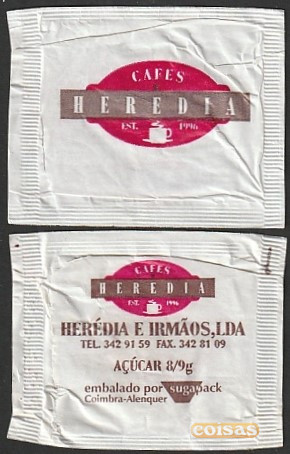 CAFES
HEREDIA
EST. 1996
CAFES
HEREDIA
EST. 1996
HERÉDIA E IRMÃOS,LDA
TEL. 342 91 59 FAX. 342 81 09
AÇÚCAR 8/9g
embalado por sugapack
Coimbra-Alenquer
coisas